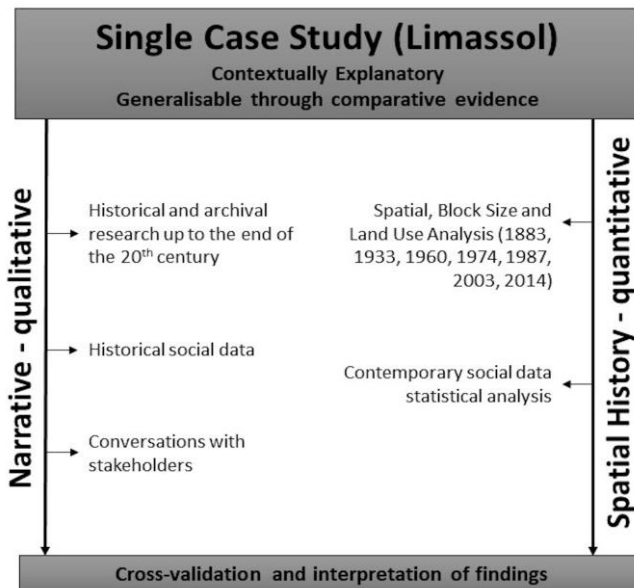 Single Case Study (Limassol)
Contextually Explanatory
Generalisable through comparative evidence
Narrative - qualitative
Historical and archival
research up to the end of
the 20th century
Historical social data
Conversations with
stakeholders
Spatial, Block Size and
Land Use Analysis (1883,
1933, 1960, 1974, 1987,
2003, 2014)
Contemporary social data
statistical analysis
Spatial History - quantitative
Cross-validation and interpretation of findings